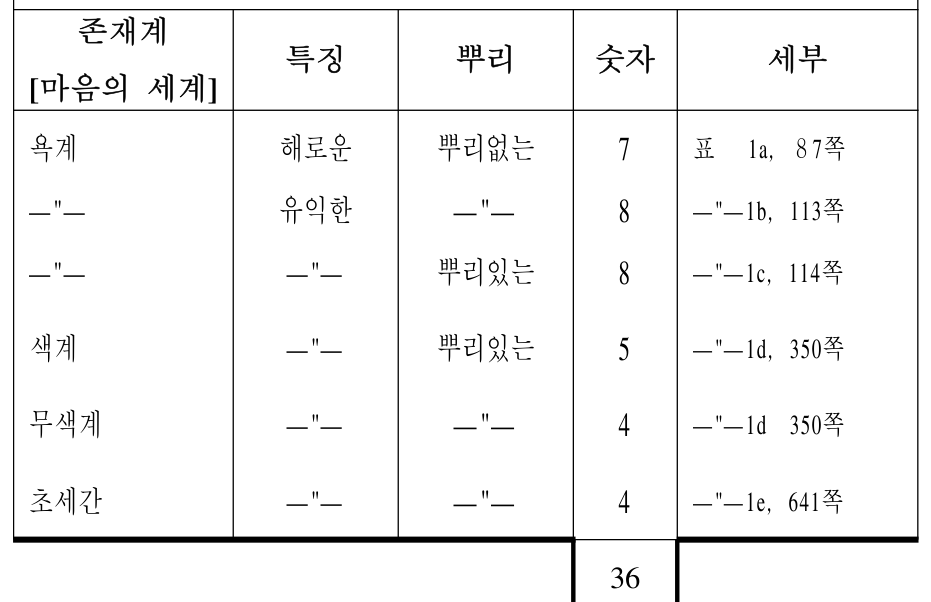 존재계 [마음의 세계] 특징 뿌리 숫자 세부
욕계 해로운 뿌리없는 7 표 1a, 87쪽
—"— 유익한 —"— 8 —"—1b, 113쪽
—"— —"— 뿌리있는 8 —"—1c, 114쪽
색계 —"— 뿌리있는 5 —"—1d, 350쪽
무색계 —"— —"— 4 —"—1d 350쪽
초세간 —"— —"— 4 —"—1e, 641쪽
36